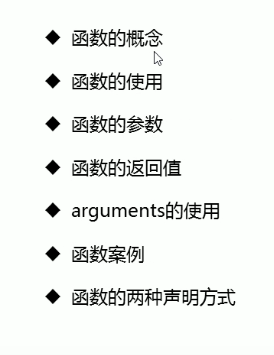 ◆ 函数的概念
◆ 函数的使用
◆ 函数的参数
◆ 函数的返回值
◆ arguments的使用
◆ 函数案例
◆ 函数的两种声明方式